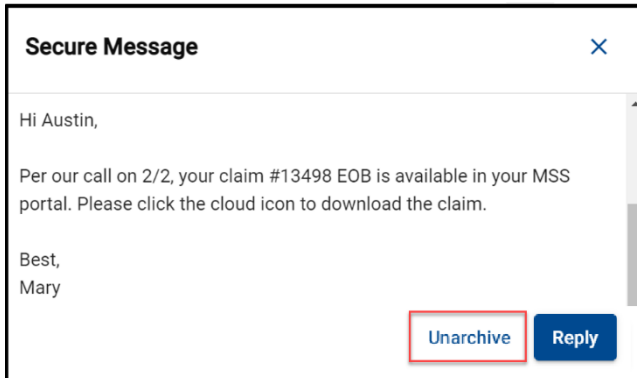 Secure Message
Hi Austin,
Per our call on 2/2, your claim #13498 EOB is available in your MSS
portal. Please click the cloud icon to download the claim.
Best,
Mary
Unarchive
Reply